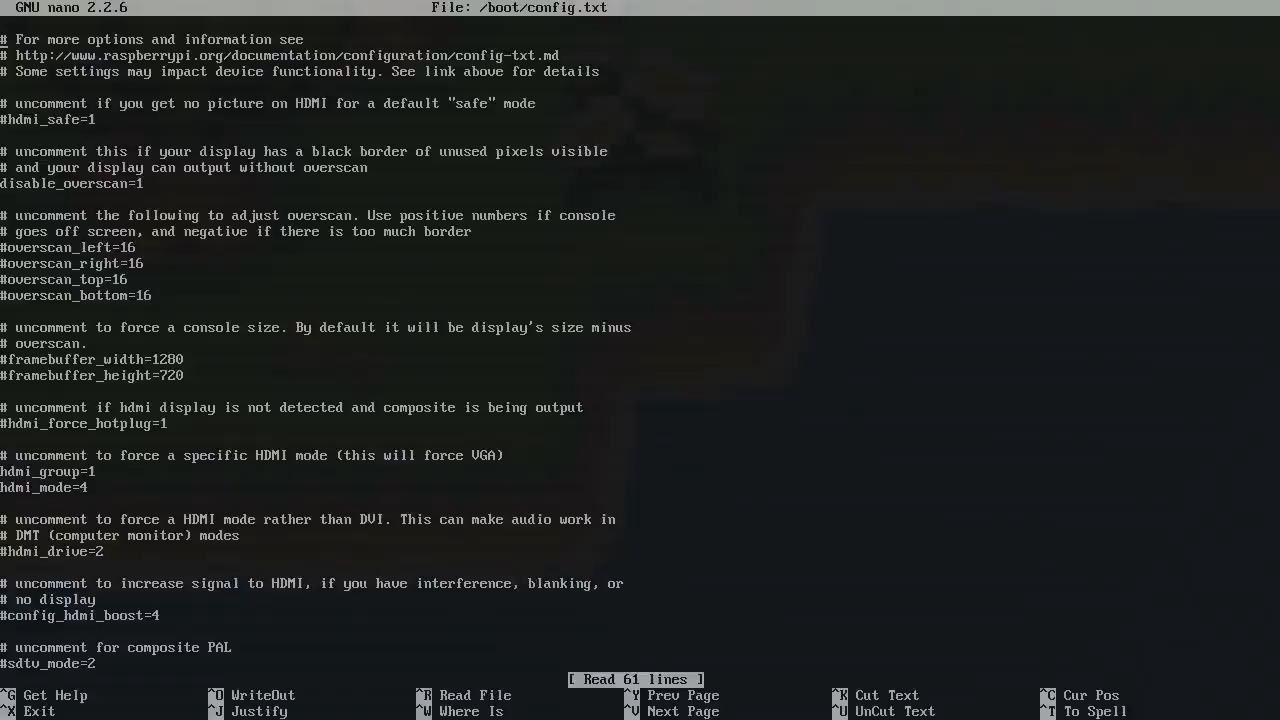 GNU nano 2.2.6 File: /boot/config.txt
# For more options and information see
# http://www.raspberrypi.org/documentation/configuration/config-txt.md
# Some settings may impact device functionality. See link above for details
# uncomment if you get no picture on HDMI for a default "safe" mode
#hdmi_safe=1
# uncomment this if your display has a black border of unused pixels visible
# and your display can output without overscan
disable_overscan=1
# uncomment the following to adjust overscan. Use positive numbers if console
# goes off screen, and negative if there is too much border
#overscan_left=16
#overscan_right=16
#overscan_top=16
#overscan_bottom=16
# uncomment to force a console size. By default it will be display's size minus
# overscan.
#framebuffer_width=1280
#framebuffer_height=720
# uncomment if hdmi display is not detected and composite is being output
#hdmi_force_hotplug=1
# uncomment to force a specific HDMI mode (this will force VGA)
hdmi_group=1
hdmi_mode=4
# uncomment to force a HDMI mode rather than DVI. This can make audio work in
# DMT (computer monitor) modes
#hdmi_drive=2
# uncomment to increase signal to HDMI, if you have interference, blanking, or
# no display
#config_hdmi_boost=4
# uncomment for composite PAL
#sdtv_mode=2
[ Read 61 lines ]
^G Get Help ^O WriteOut ^R Read File ^Y Prev Page ^K Cut Text ^C Cur Pos
^X Exit ^J Justify ^W Where Is ^V Next Page ^U UnCut Text ^T To Spell